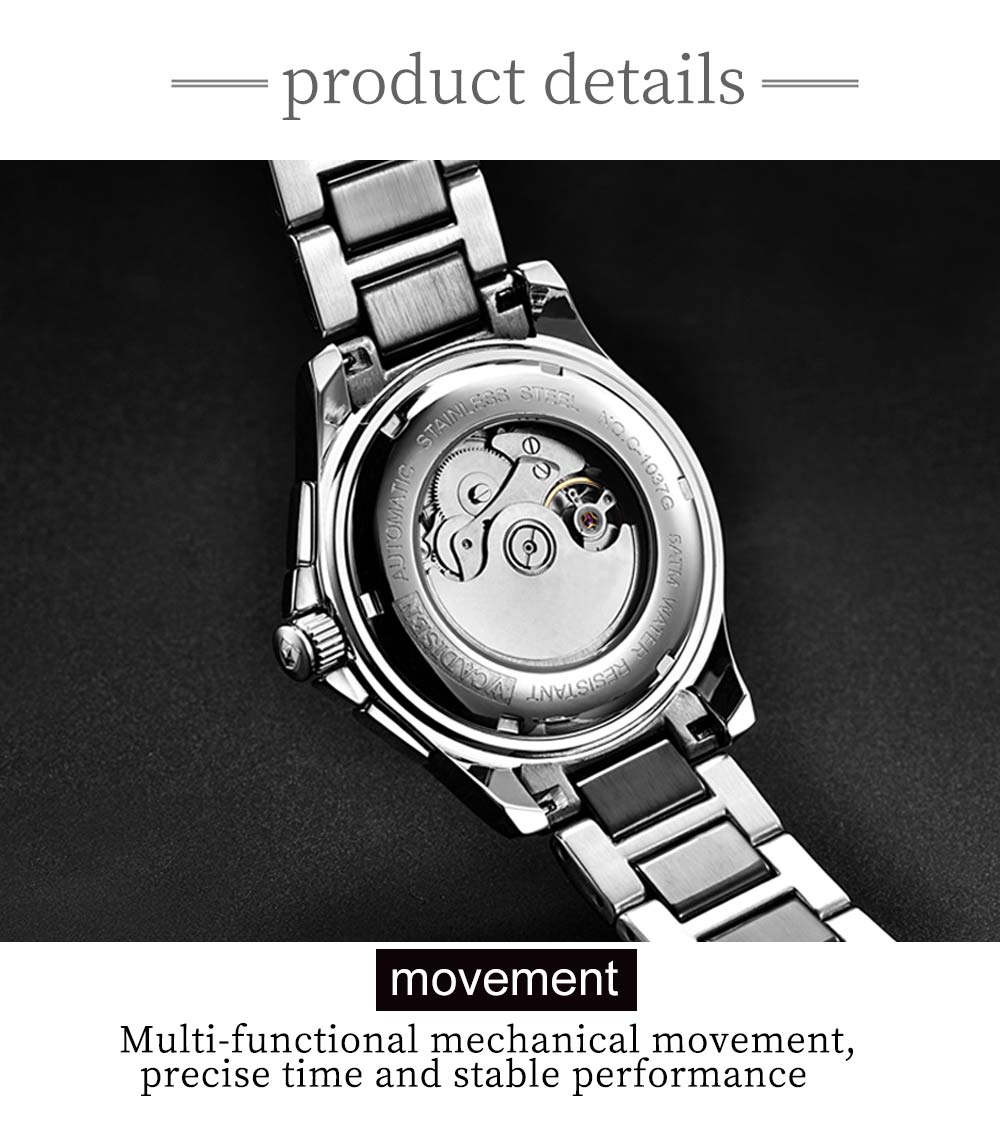 product details
AUTOMATIC STAINLESS STEEL NO.C-1037G 5ATM WATER RESISTANT
movement
Multi-functional mechanical movement,
precise time and stable performance